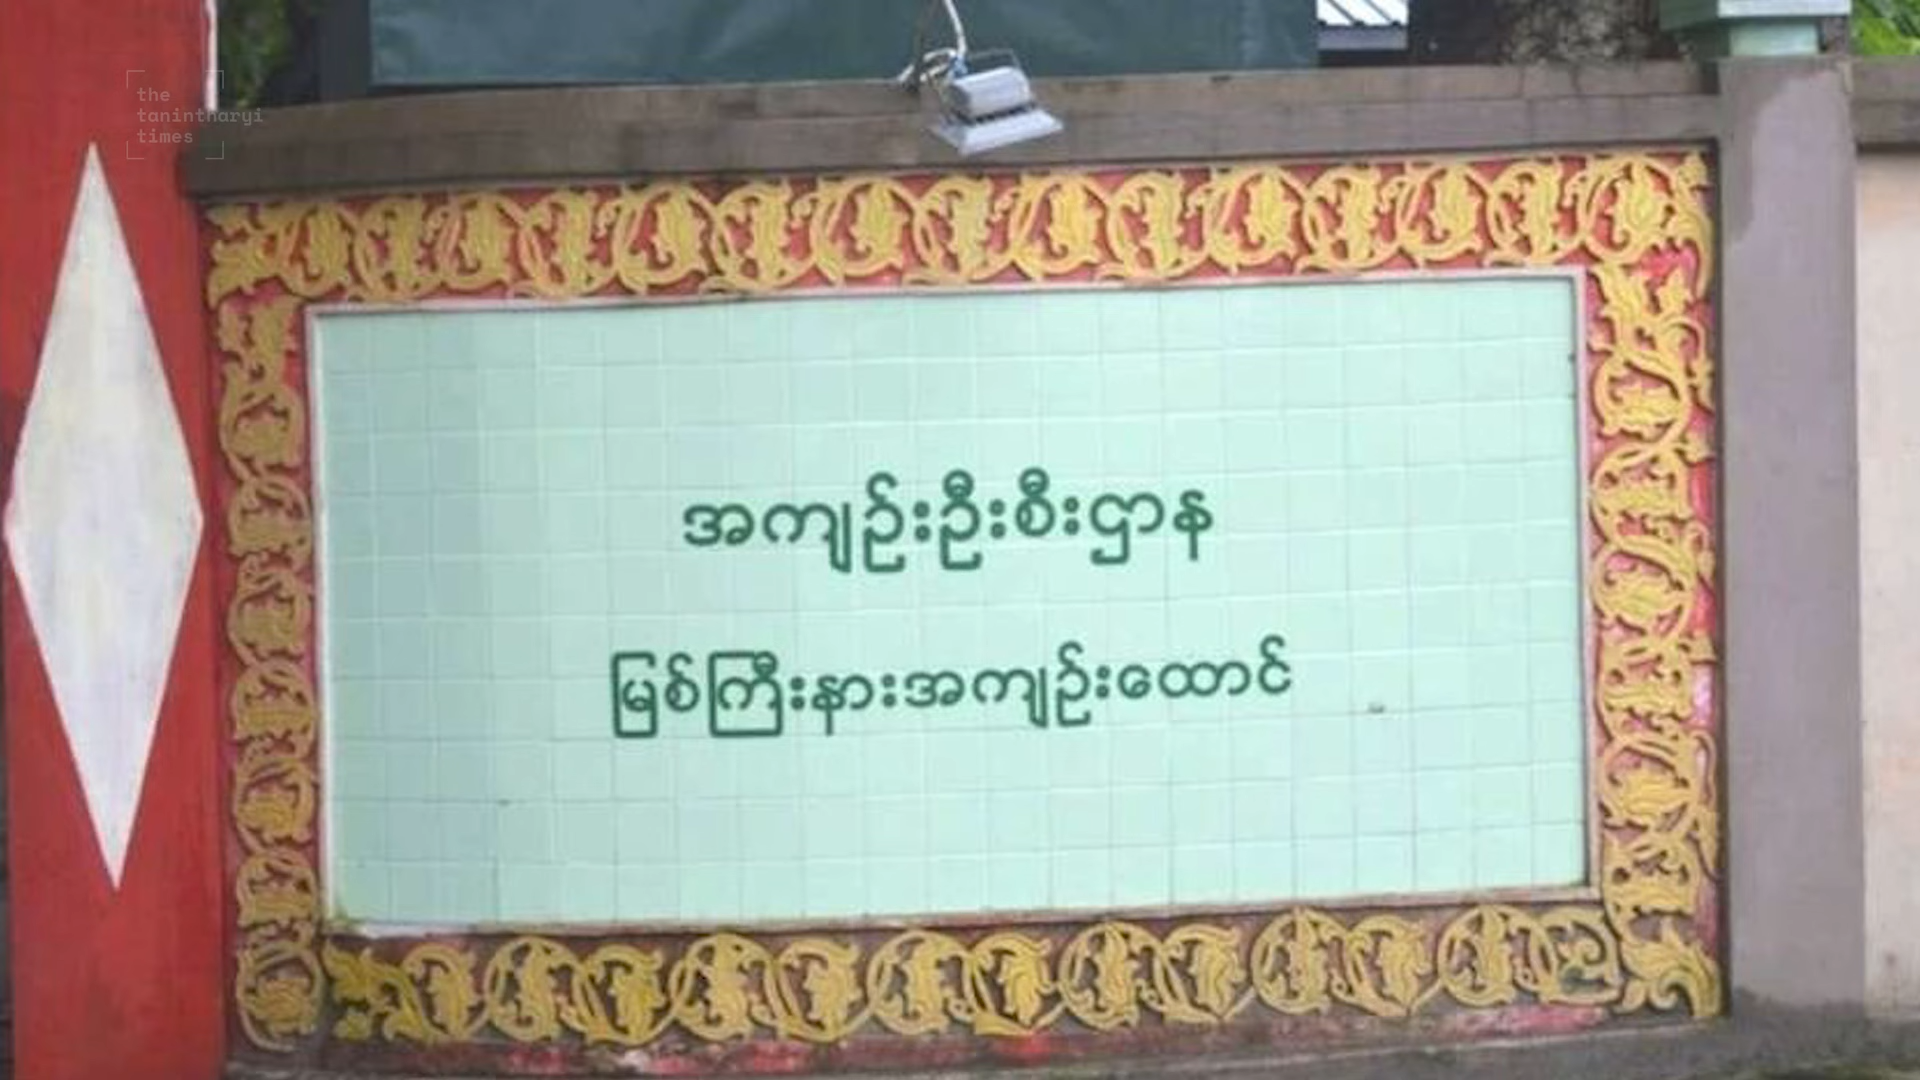 the
tanintharyi
times
အကျဉ်းဦးစီးဌာန
မြစ်ကြီးနားအကျဉ်းထောင်